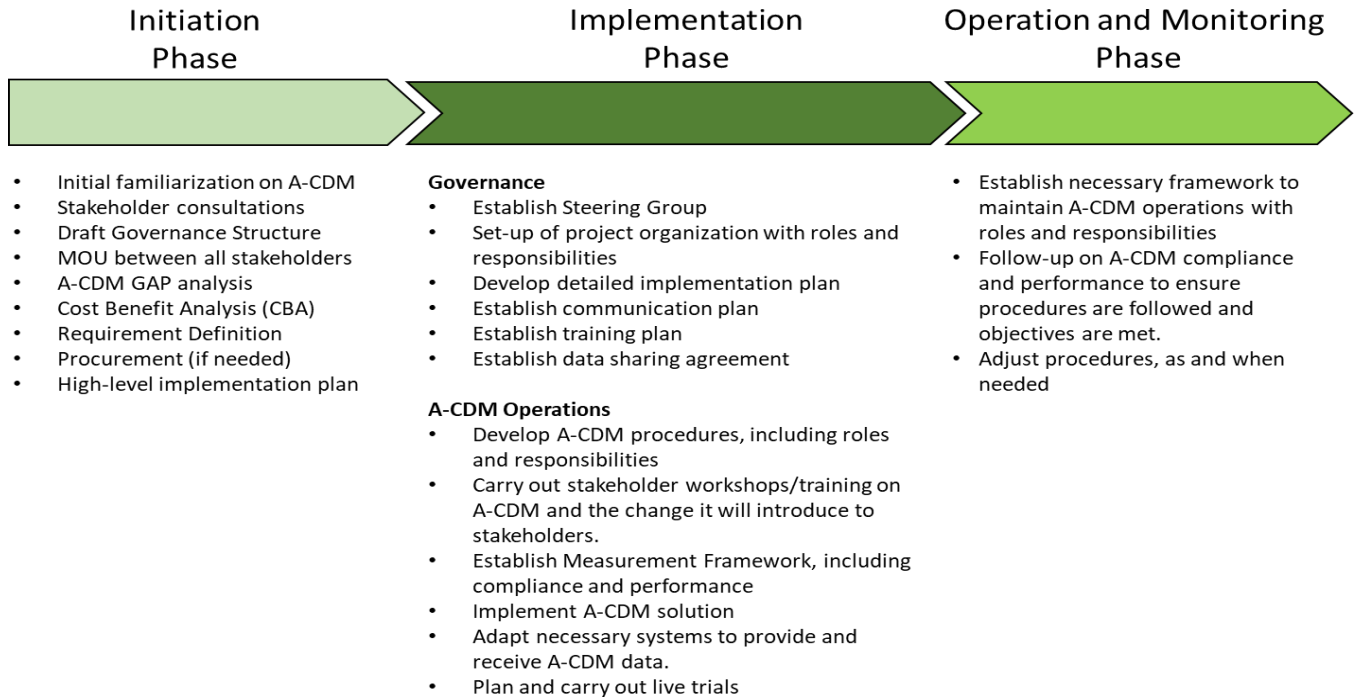 Initiation
Phase
Implementation
Phase
Operation and Monitoring
Phase
• Initial familiarization on A-CDM
• Stakeholder consultations
• Draft Governance Structure
• MOU between all stakeholders
• A-CDM GAP analysis
• Cost Benefit Analysis (CBA)
• Requirement Definition
• Procurement (if needed)
• High-level implementation plan
Governance
• Establish Steering Group
• Set-up of project organization with roles and
responsibilities
• Develop detailed implementation plan
• Establish communication plan
• Establish training plan
• Establish data sharing agreement
A-CDM Operations
• Develop A-CDM procedures, including roles
and responsibilities
• Carry out stakeholder workshops/training on
A-CDM and the change it will introduce to
stakeholders.
• Establish Measurement Framework, including
compliance and performance
• Implement A-CDM solution
• Adapt necessary systems to provide and
receive A-CDM data.
• Plan and carry out live trials
• Establish necessary framework to
maintain A-CDM operations with
roles and responsibilities
• Follow-up on A-CDM compliance
and performance to ensure
procedures are followed and
objectives are met.
• Adjust procedures, as and when
needed